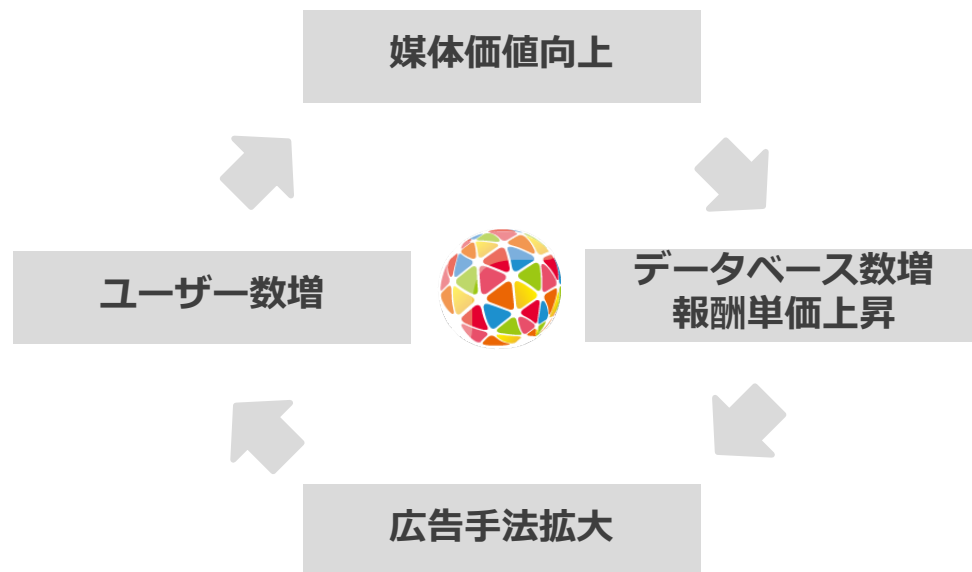 媒体価値向上
ユーザー数増
データベース数増
報酬単価上昇
広告手法拡大